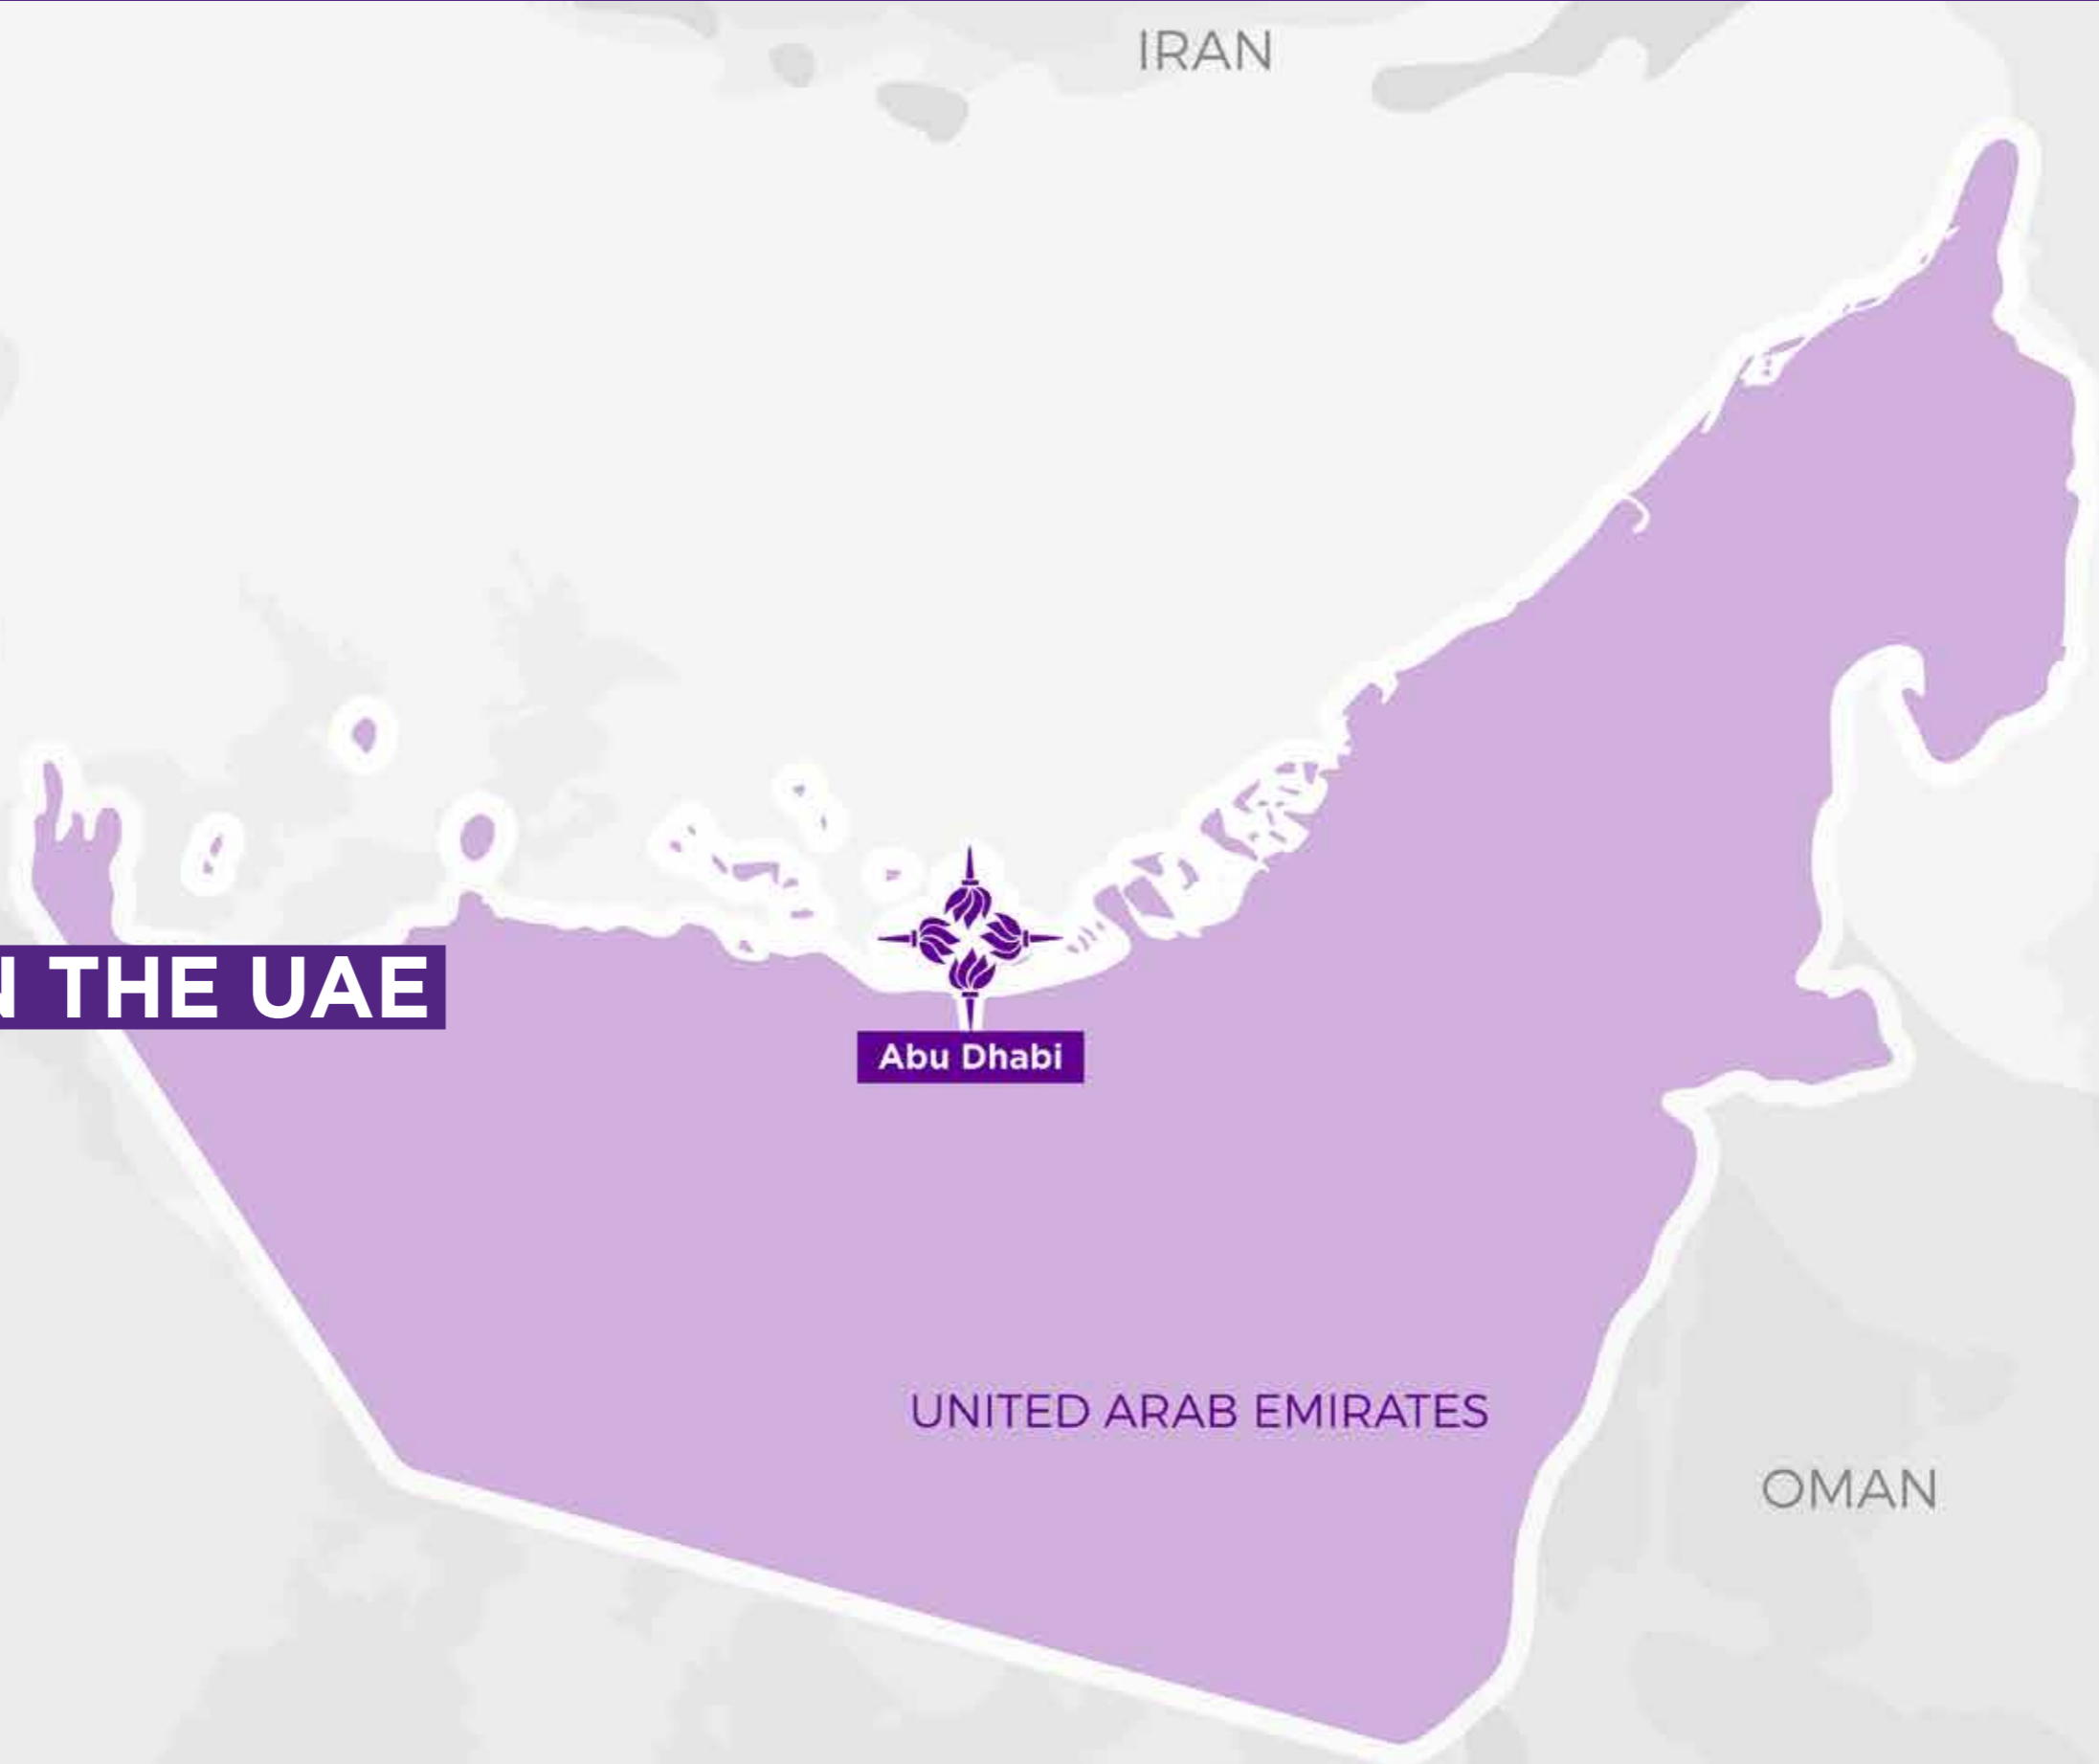 IRAN
N THE UAE
Abu Dhabi
UNITED ARAB EMIRATES
OMAN